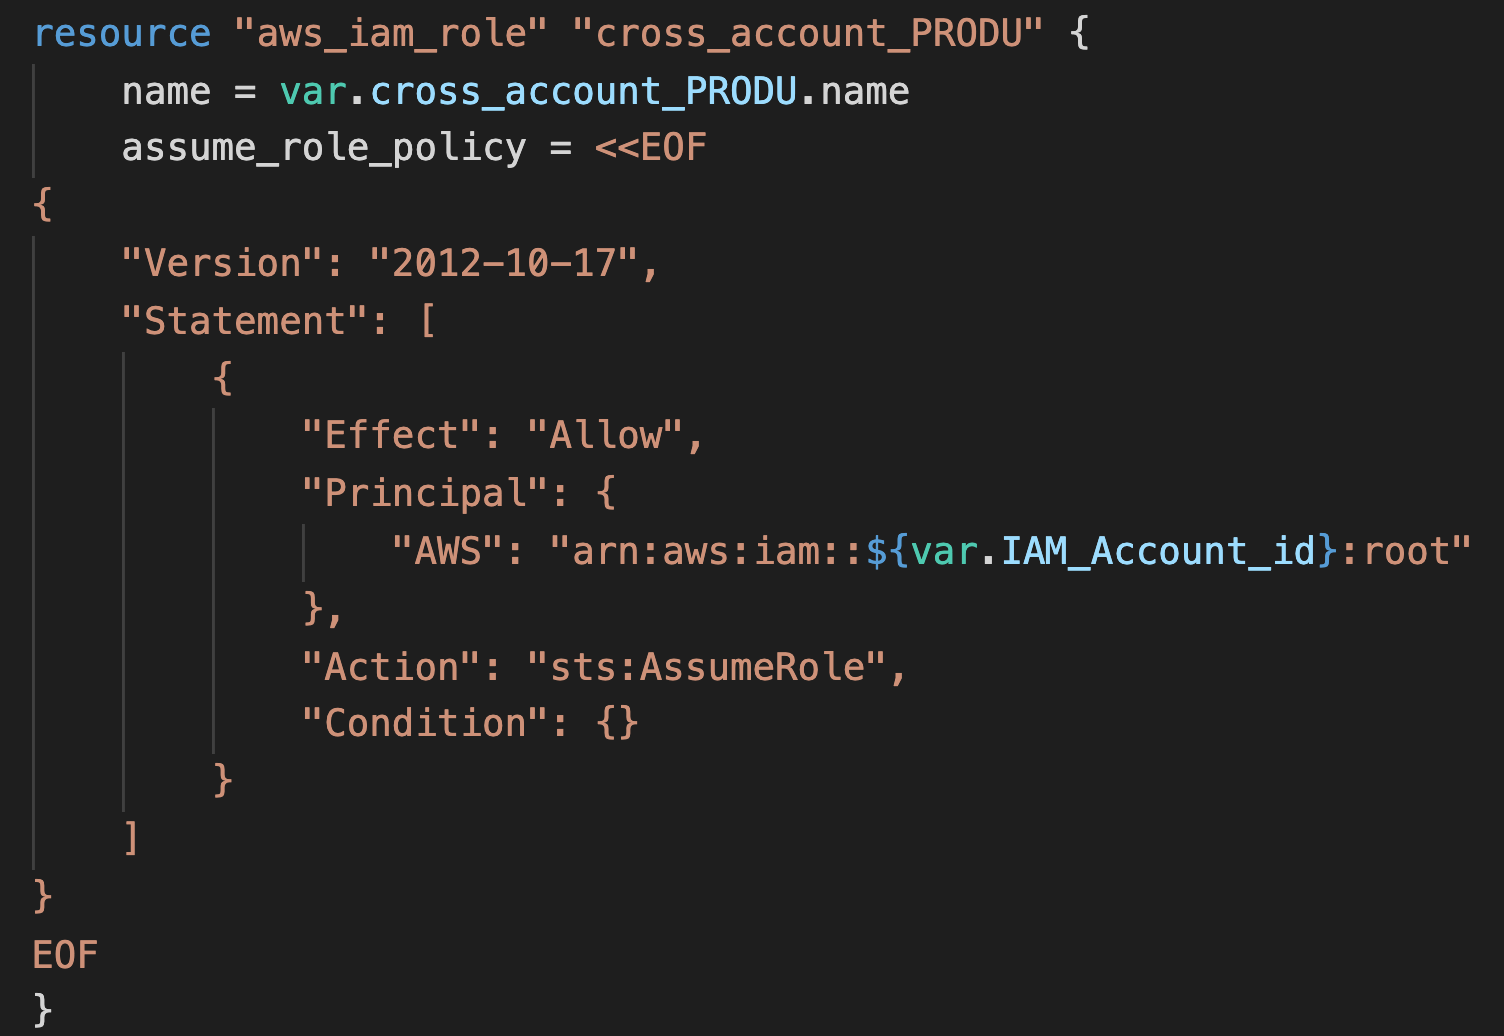 resource "aws_iam_role" "cross_account_PRODU" {
    name = var.cross_account_PRODU.name
    assume_role_policy = <<EOF
{
    "Version": "2012-10-17",
    "Statement": [
        {
            "Effect": "Allow",
            "Principal": {
                "AWS": "arn:aws:iam::${var.IAM_Account_id}:root"
            },
            "Action": "sts:AssumeRole",
            "Condition": {}
        }
    ]
}
EOF
}